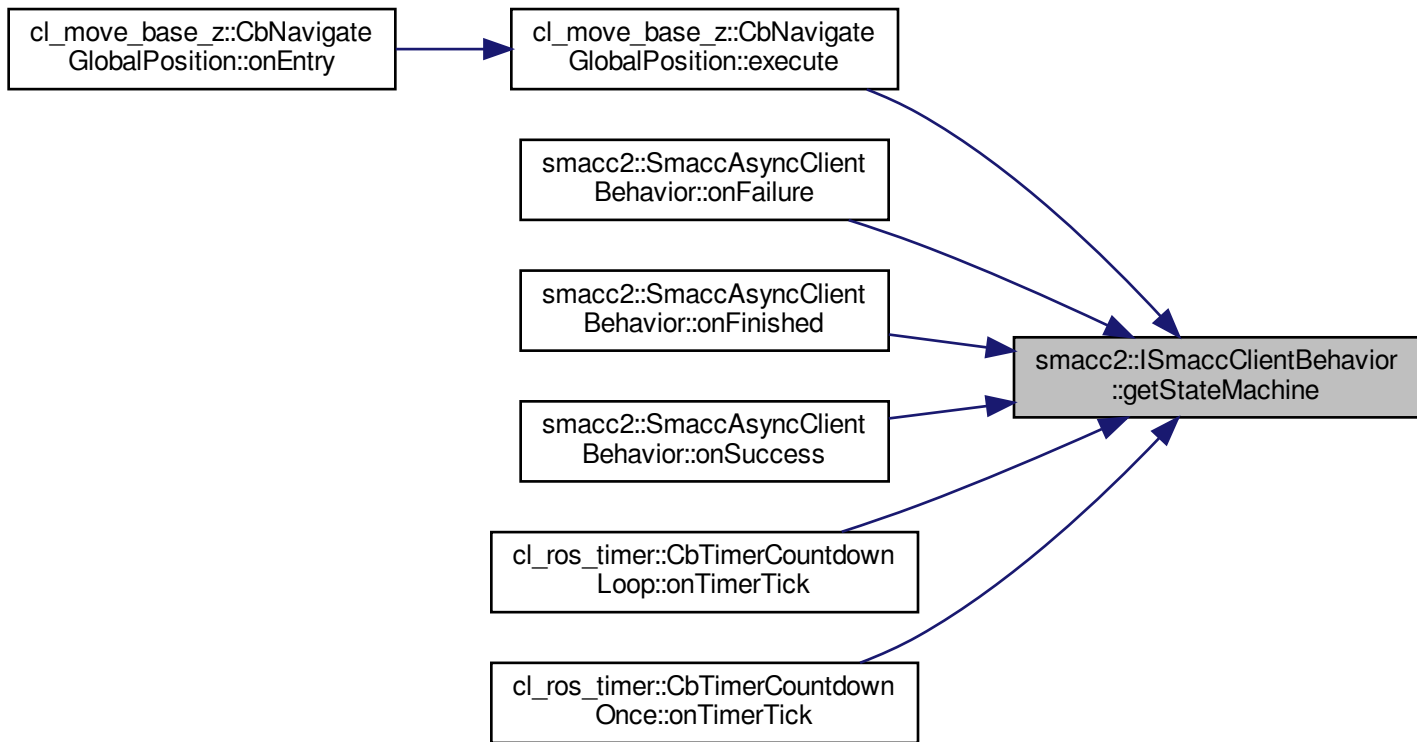 cl_move_base_z::CbNavigate
GlobalPosition::onEntry
cl_move_base_z::CbNavigate
GlobalPosition::execute
smacc2::SmaccAsyncClient
Behavior::onFailure
smacc2::SmaccAsyncClient
Behavior::onFinished
smacc2::SmaccAsyncClient
Behavior::onSuccess
cl_ros_timer::CbTimerCountdown
Loop::onTimerTick
cl_ros_timer::CbTimerCountdown
Once::onTimerTick
smacc2::ISmaccClientBehavior
::getStateMachine